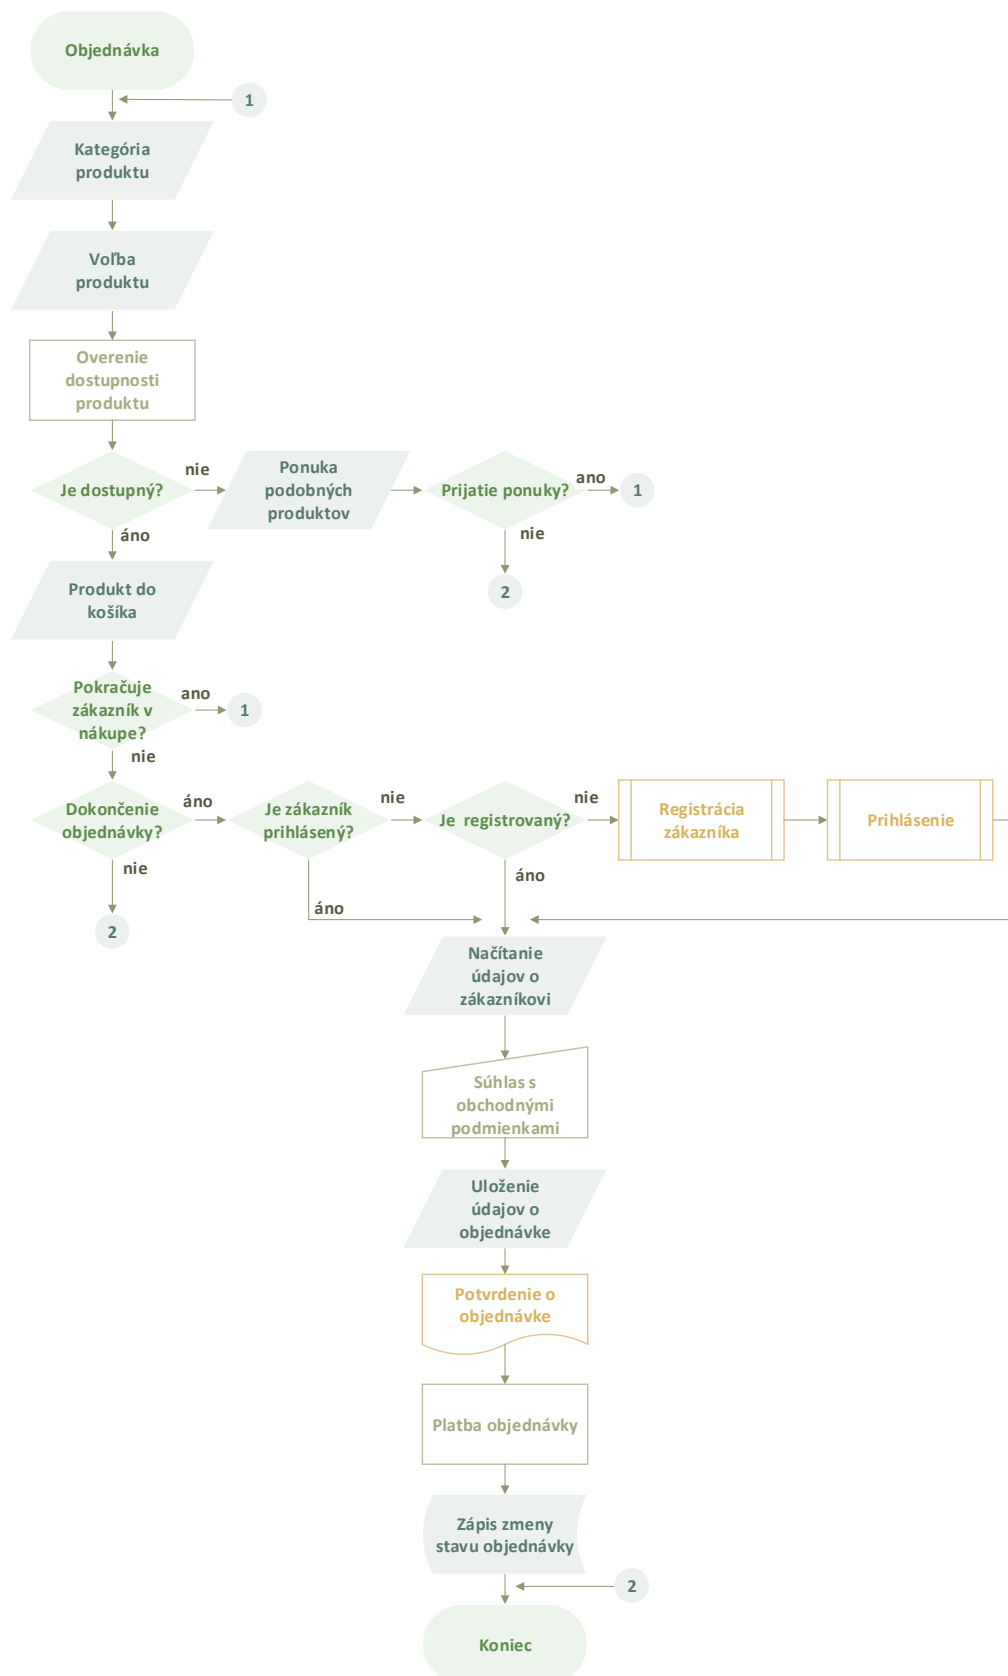 Objednávka
1
Kategória
produktu
Voľba
produktu
Overenie
dostupnosti
produktu
Je dostupný?
nie
Ponuka
podobných
produktov
Prijatie ponuky?
ano
1
áno
nie
2
Produkt do
košíka
Pokračuje
zákazník v
nákupe?
ano
1
nie
Dokončenie
objednávky?
áno
Je zákazník
prihlásený?
nie
Je registrovaný?
nie
Registrácia
zákazníka
Prihlásenie
nie
2
áno
áno
Načítanie
údajov o
zákazníkovi
Súhlas s
obchodnými
podmienkami
Uloženie
údajov o
objednávke
Potvrdenie o
objednávke
Platba objednávky
Zápis zmeny
stavu objednávky
2
Koniec